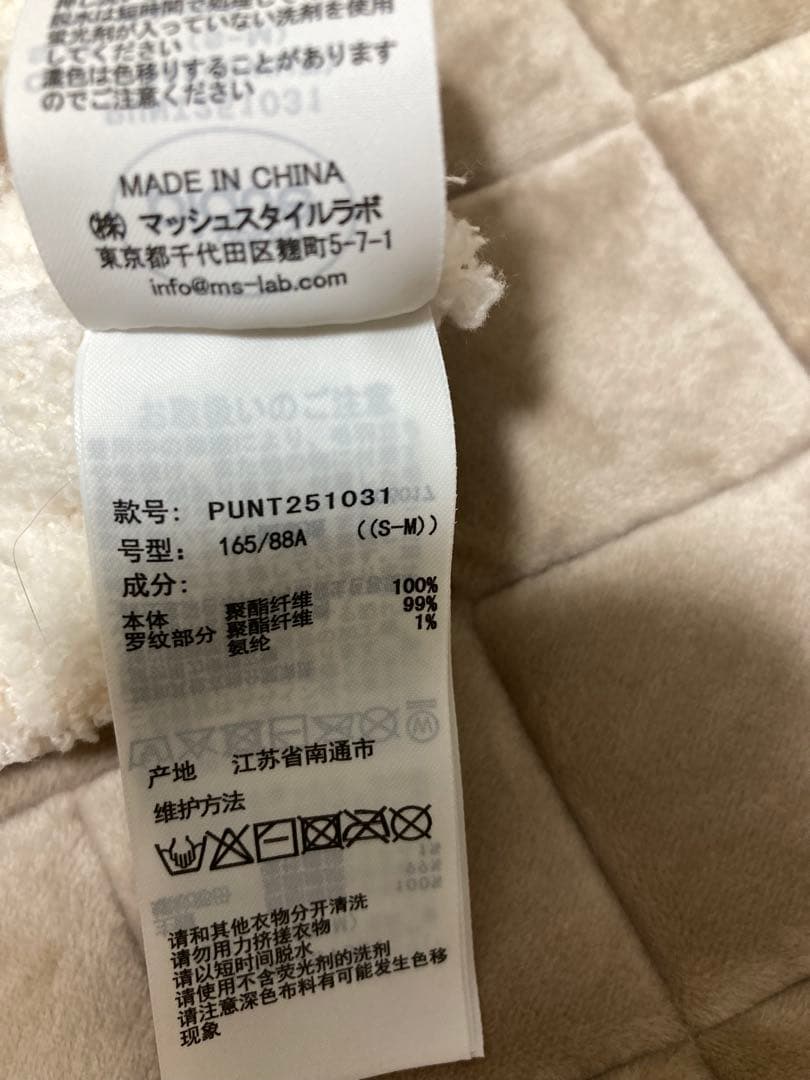 脱水は短時間で処理して
蛍光剤が入っていない洗剤を使用
してください
濃色は色移りすることがあります
のでご注意ください
MADE IN CHINA
㈱ マッシュスタイルラボ
東京都千代田区麹町5-7-1
info@ms-lab.com
お取扱いのご注意
款号: PUNT251031
号型: 165/88A ((S-M))
成分:
本体 聚酯纤维 100%
罗纹部分 聚酯纤维 99%
氨纶 1%
产地 江苏省南通市
维护方法
请和其他衣物分开清洗
请勿用力挤搓衣物
请以短时间脱水
请使用不含荧光剂的洗剂
请注意深色布料有可能发生色移
现象